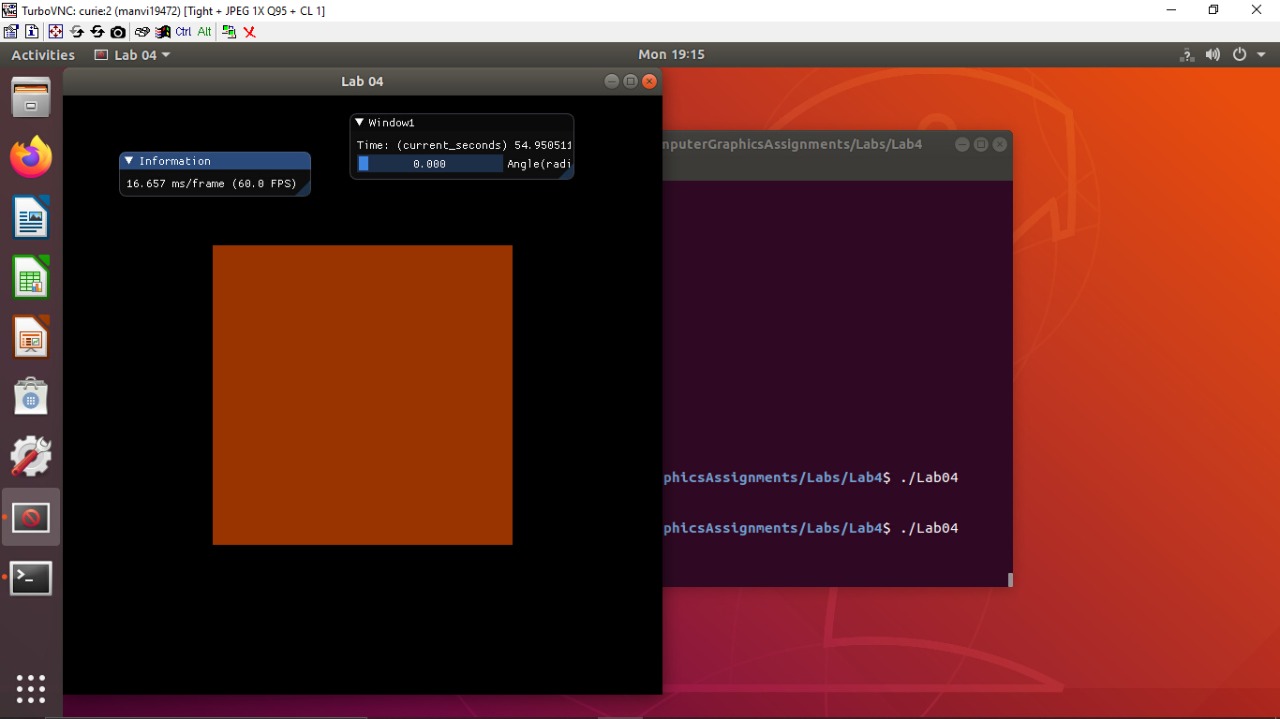 TurboVNC: curie:2 (manvi19472) [Tight + JPEG 1X Q95 + CL 1]
Ctrl Alt
Activities Lab 04 Mon 19:15
Lab 04
Window1
Time: (current_seconds) 54.950511
0.000 Angle(radi
Information
16.657 ms/frame (60.0 FPS)
mputerGraphicsAssignments/Labs/Lab4
phicsAssignments/Labs/Lab4$ ./Lab04
phicsAssignments/Labs/Lab4$ ./Lab04